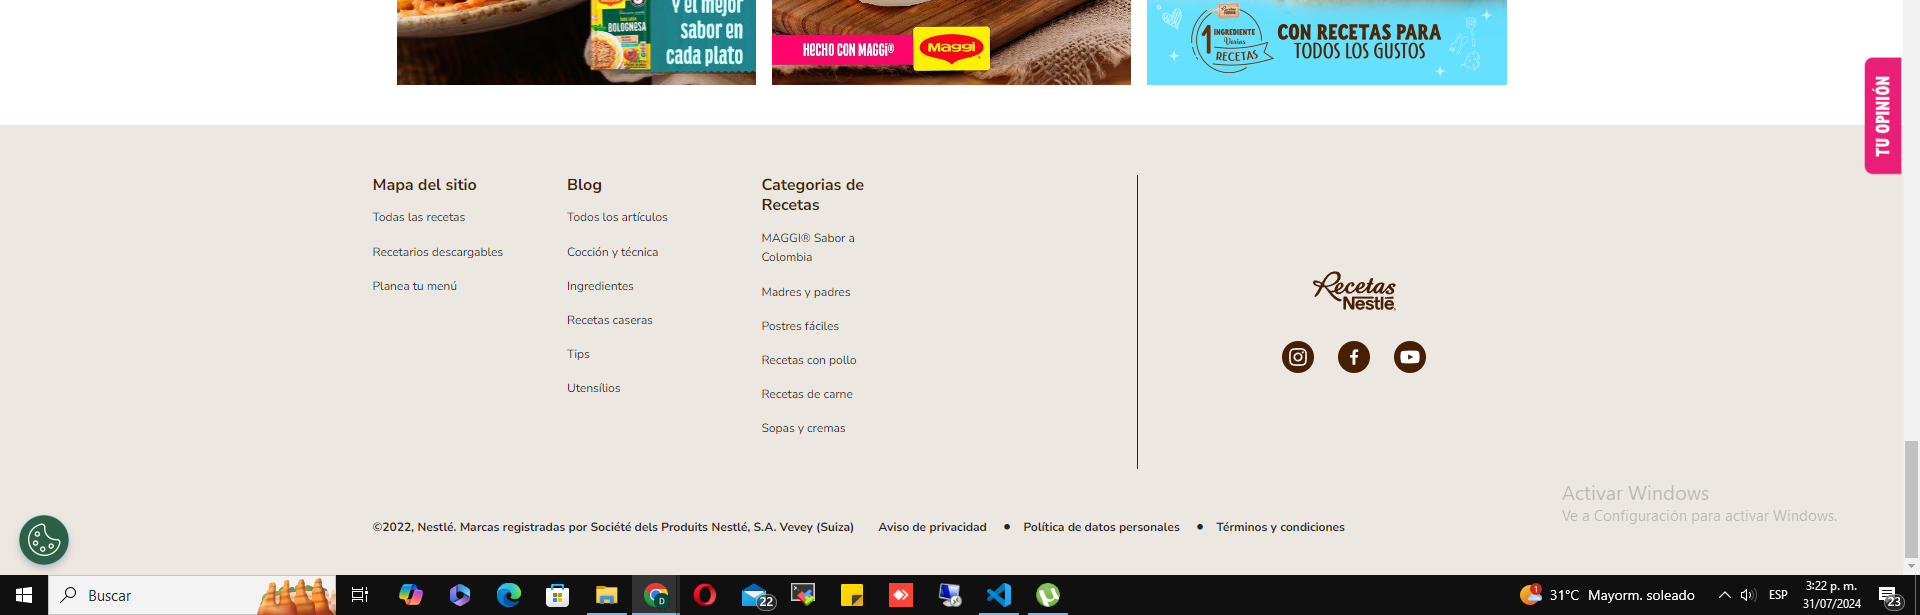 Y el mejor
sabor en
cada plato
BOLOGNESA
HECHO CON MAGGI®
Maggi
1 INGREDIENTE
Varias
RECETAS
CON RECETAS PARA
TODOS LOS GUSTOS
TU OPINIÓN
Mapa del sitio
Todas las recetas
Recetarios descargables
Planea tu menú
Blog
Todos los artículos
Cocción y técnica
Ingredientes
Recetas caseras
Tips
Utensílios
Categorias de
Recetas
MAGGI® Sabor a
Colombia
Madres y padres
Postres fáciles
Recetas con pollo
Recetas de carne
Sopas y cremas
Recetas
Nestlé.
©2022, Nestlé. Marcas registradas por Société dels Produits Nestlé, S.A. Vevey (Suiza)
Aviso de privacidad • Política de datos personales • Términos y condiciones
Activar Windows
Ve a Configuración para activar Windows.
Buscar
D
22
1
31°C Mayorm. soleado
ESP
3:22 p. m.
31/07/2024
23